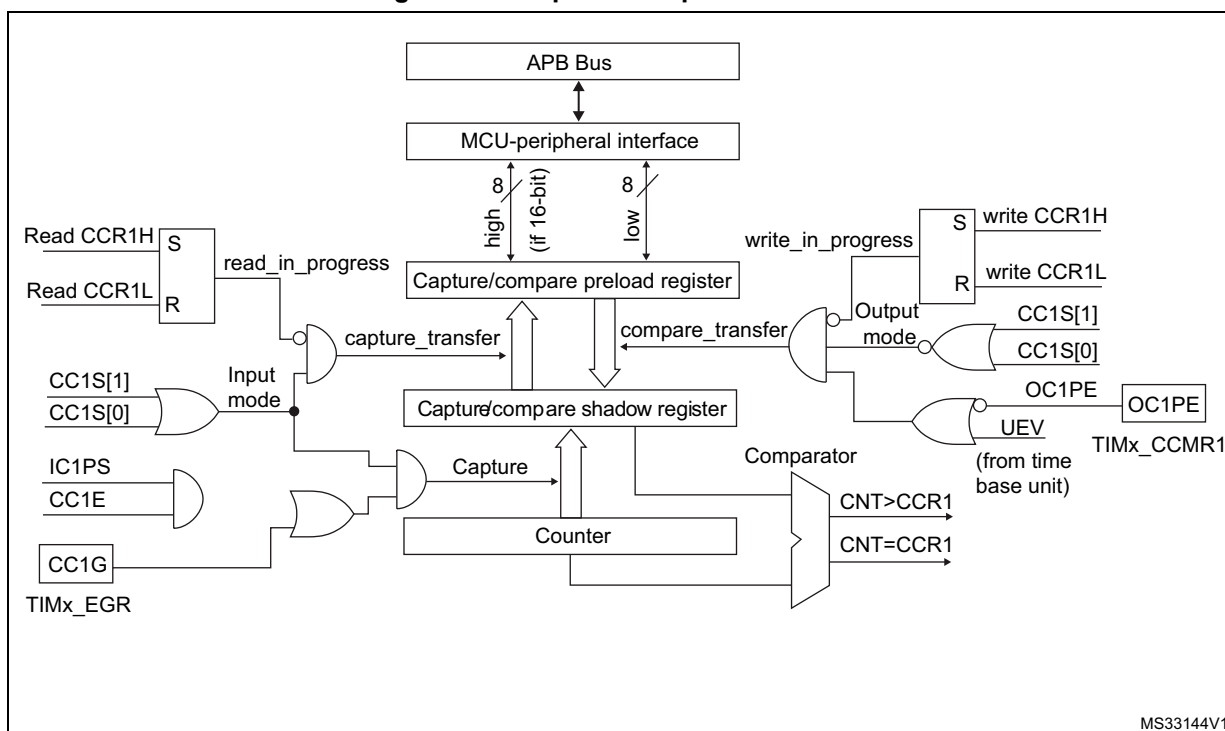 APB Bus
MCU-peripheral interface
8
8
high
(if 16-bit)
low
Read CCR1H
S
read_in_progress
Read CCR1L
R
write CCR1H
S
write_in_progress
write CCR1L
R
Capture/compare preload register
Output
mode
CC1S[1]
CC1S[0]
capture_transfer
compare_transfer
CC1S[1]
CC1S[0]
Input
mode
Capture/compare shadow register
OC1PE
OC1PE
UEV
TIMx_CCMR1
(from time
base unit)
IC1PS
CC1E
Capture
Comparator
CNT>CCR1
Counter
CNT=CCR1
CC1G
TIMx_EGR
MS33144V1